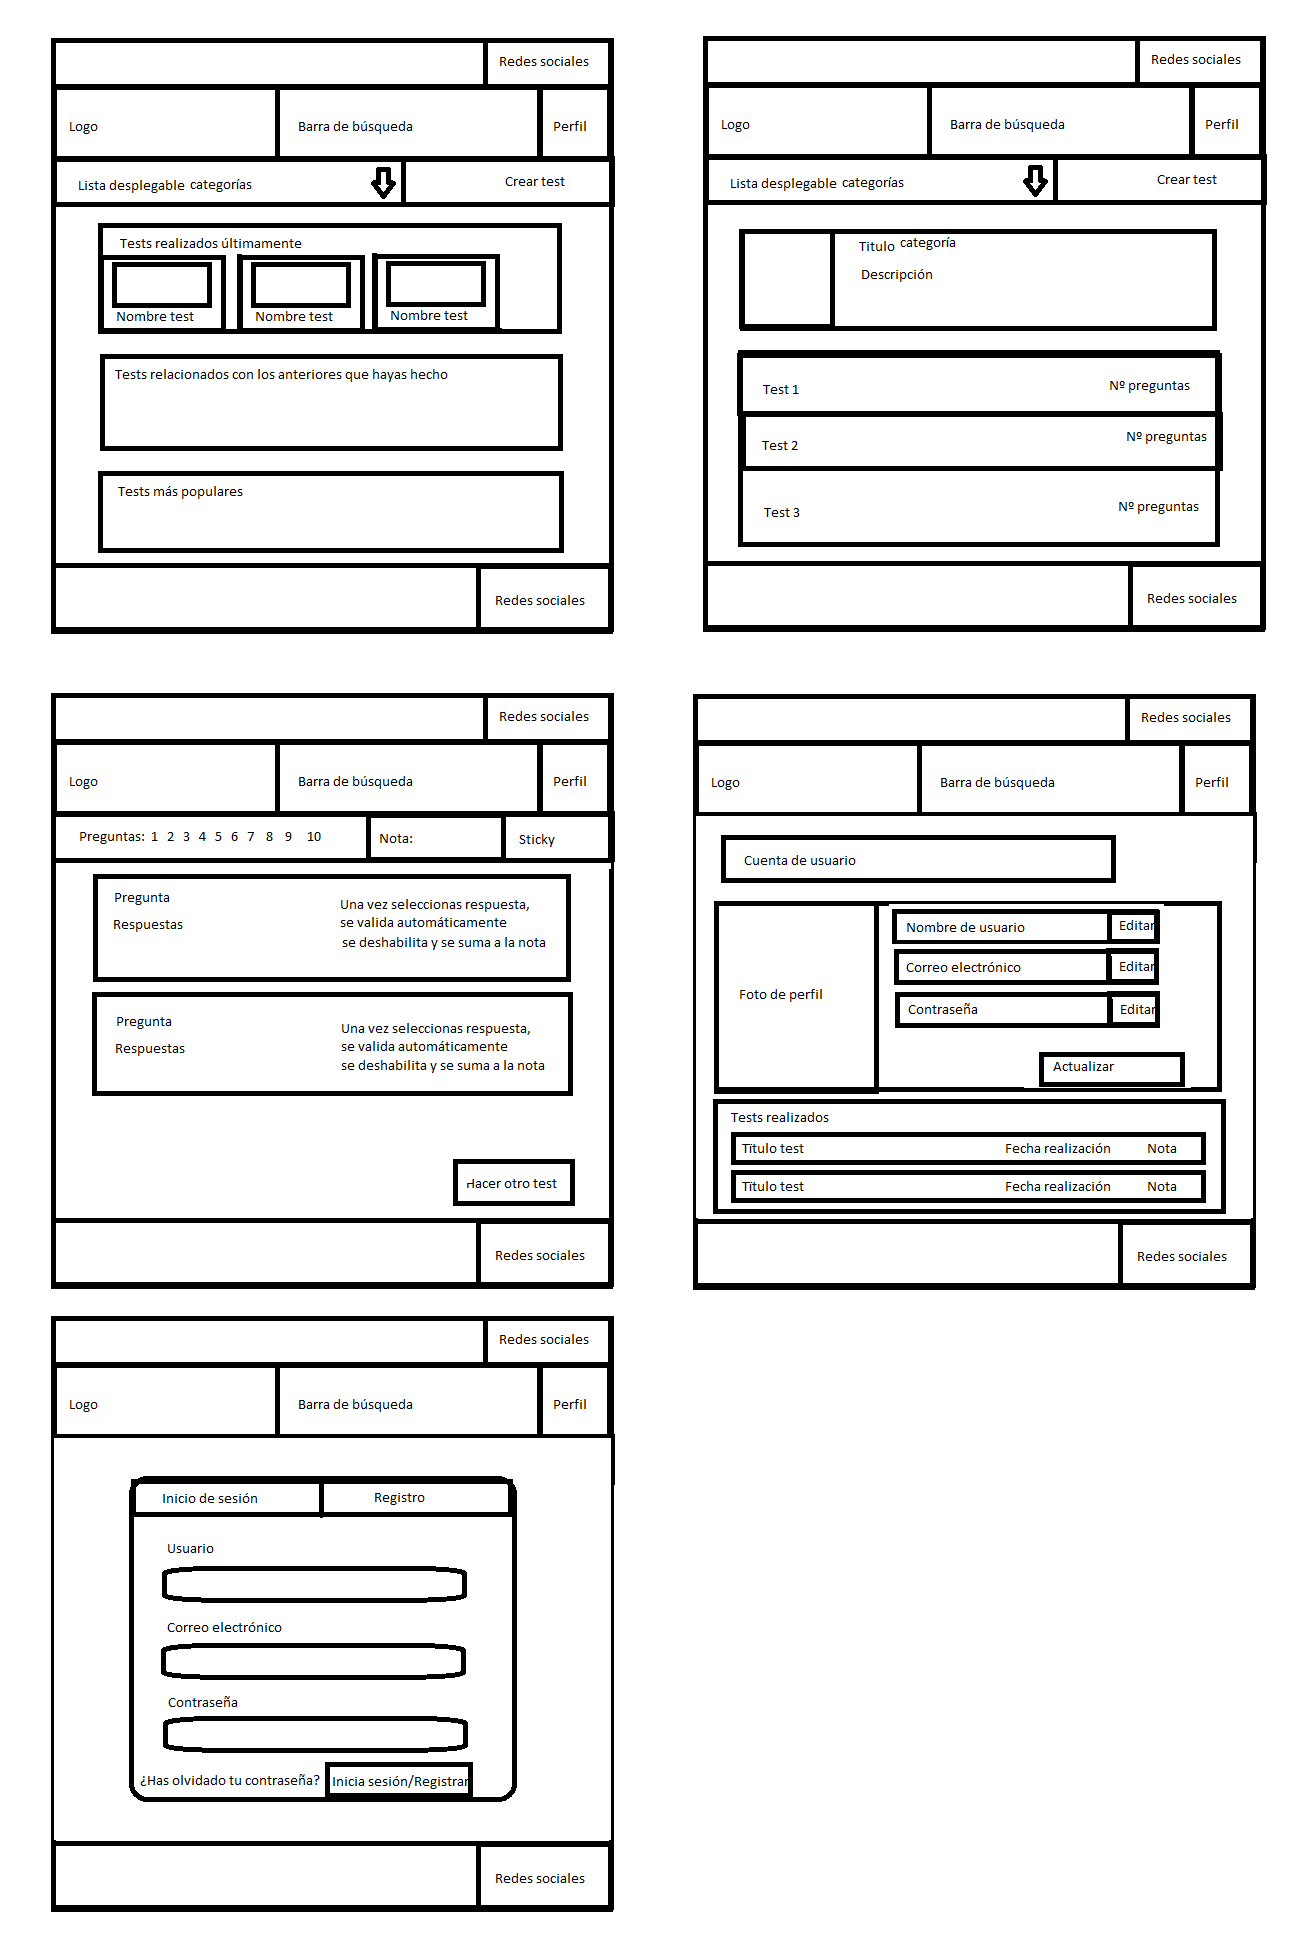 Redes sociales
Logo
Barra de búsqueda
Perfil
Lista desplegable categorías
Crear test
Tests realizados últimamente
Nombre test
Nombre test
Nombre test
Tests relacionados con los anteriores que hayas hecho
Tests más populares
Redes sociales
Redes sociales
Logo
Barra de búsqueda
Perfil
Lista desplegable categorías
Crear test
Titulo categoría
Descripción
Test 1
Nº preguntas
Test 2
Nº preguntas
Test 3
Nº preguntas
Redes sociales
Redes sociales
Logo
Barra de búsqueda
Perfil
Preguntas: 1 2 3 4 5 6 7 8 9 10
Nota:
Sticky
Pregunta
Respuestas
Una vez seleccionas respuesta,
se valida automáticamente
se deshabilita y se suma a la nota
Pregunta
Respuestas
Una vez seleccionas respuesta,
se valida automáticamente
se deshabilita y se suma a la nota
Hacer otro test
Redes sociales
Redes sociales
Logo
Barra de búsqueda
Perfil
Cuenta de usuario
Foto de perfil
Nombre de usuario
Editar
Correo electrónico
Editar
Contraseña
Editar
Actualizar
Tests realizados
Título test
Fecha realización
Nota
Título test
Fecha realización
Nota
Redes sociales
Redes sociales
Logo
Barra de búsqueda
Perfil
Inicio de sesión
Registro
Usuario
Correo electrónico
Contraseña
¿Has olvidado tu contraseña?
Inicia sesión/Registrar
Redes sociales